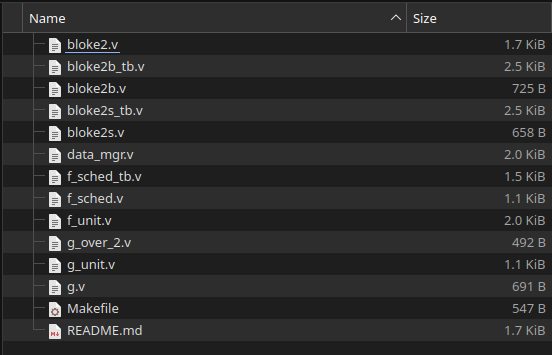 Name Size
bloke2.v 1.7 KiB
bloke2b_tb.v 2.5 KiB
bloke2b.v 725 B
bloke2s_tb.v 2.5 KiB
bloke2s.v 658 B
data_mgr.v 2.0 KiB
f_sched_tb.v 1.5 KiB
f_sched.v 1.1 KiB
f_unit.v 2.0 KiB
g_over_2.v 492 B
g_unit.v 1.1 KiB
g.v 691 B
Makefile 547 B
README.md 1.7 KiB